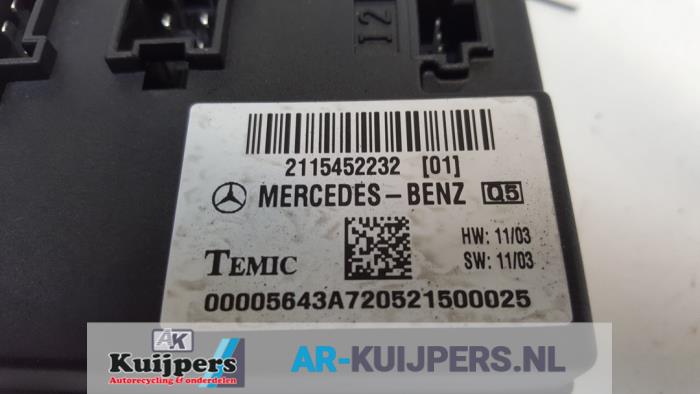 12
2115452232 [01]
MERCEDES-BENZ Q5
HW: 11/03
TEMIC
SW: 11/03
00005643A720521500025
AK
Kuijpers
Autorecycling & onderdelen
AR-KUIJPERS.NL